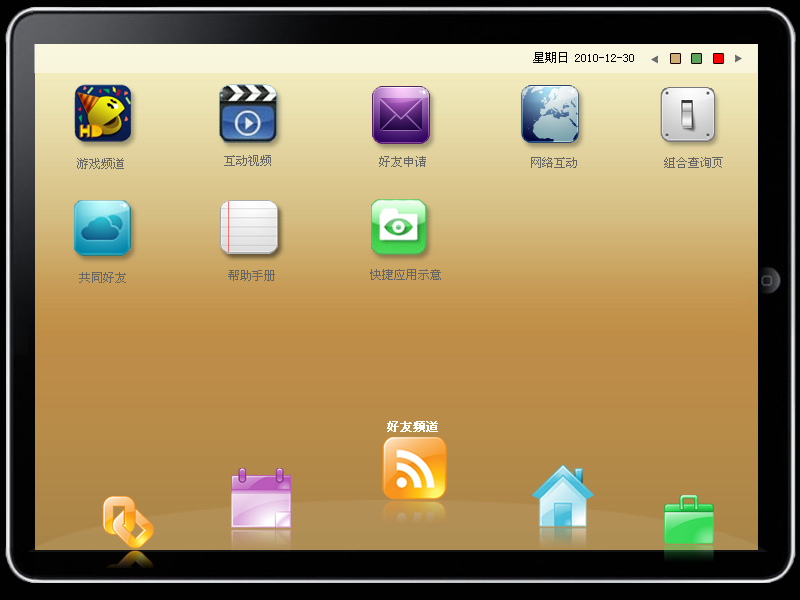 星期日 2010-12-30
HD
游戏频道
互动视频
好友申请
网络互动
组合查询页
共同好友
帮助手册
快捷应用示意
好友频道